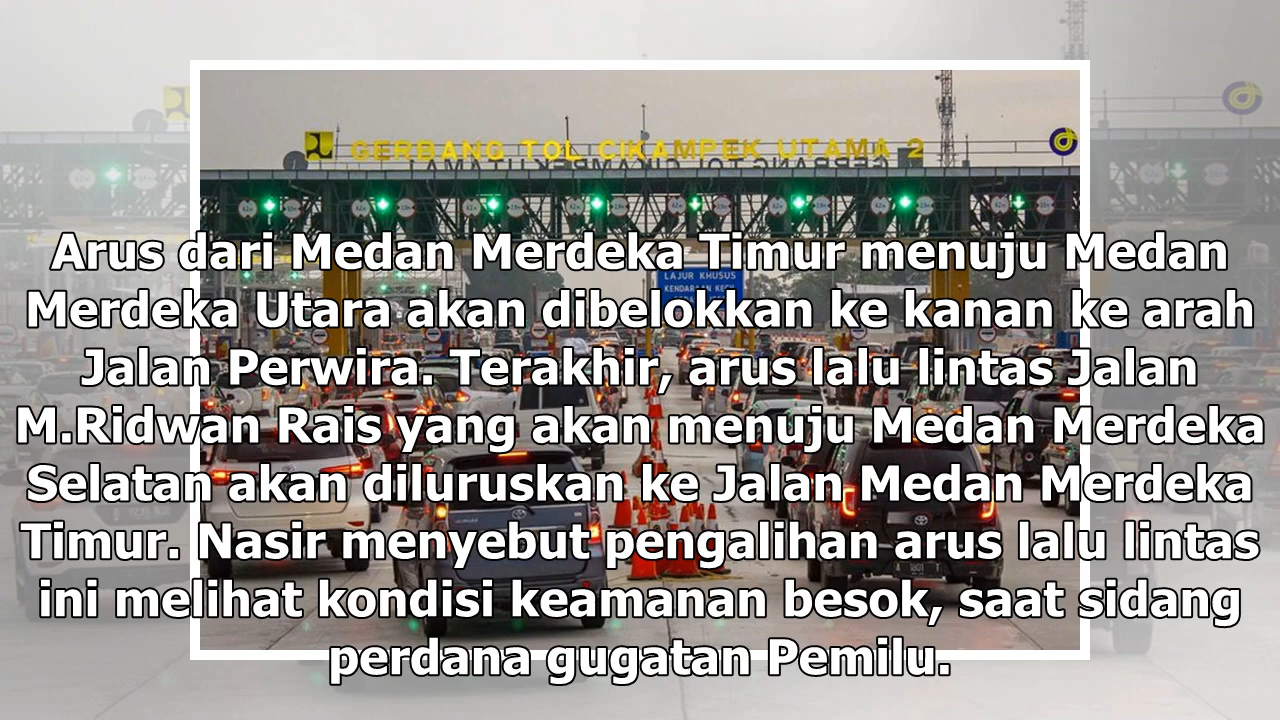 GERBANG TOL CIKAMPEK UTAMA 2
LAJUR KHUSUS
Arus dari Medan Merdeka Timur menuju Medan
Merdeka Utara akan dibelokkan ke kanan ke arah
Jalan Perwira. Terakhir, arus lalu lintas Jalan
M.Ridwan Rais yang akan menuju Medan Merdeka
Selatan akan diluruskan ke Jalan Medan Merdeka
Timur. Nasir menyebut pengalihan arus lalu lintas
ini melihat kondisi keamanan besok, saat sidang
perdana gugatan Pemilu.